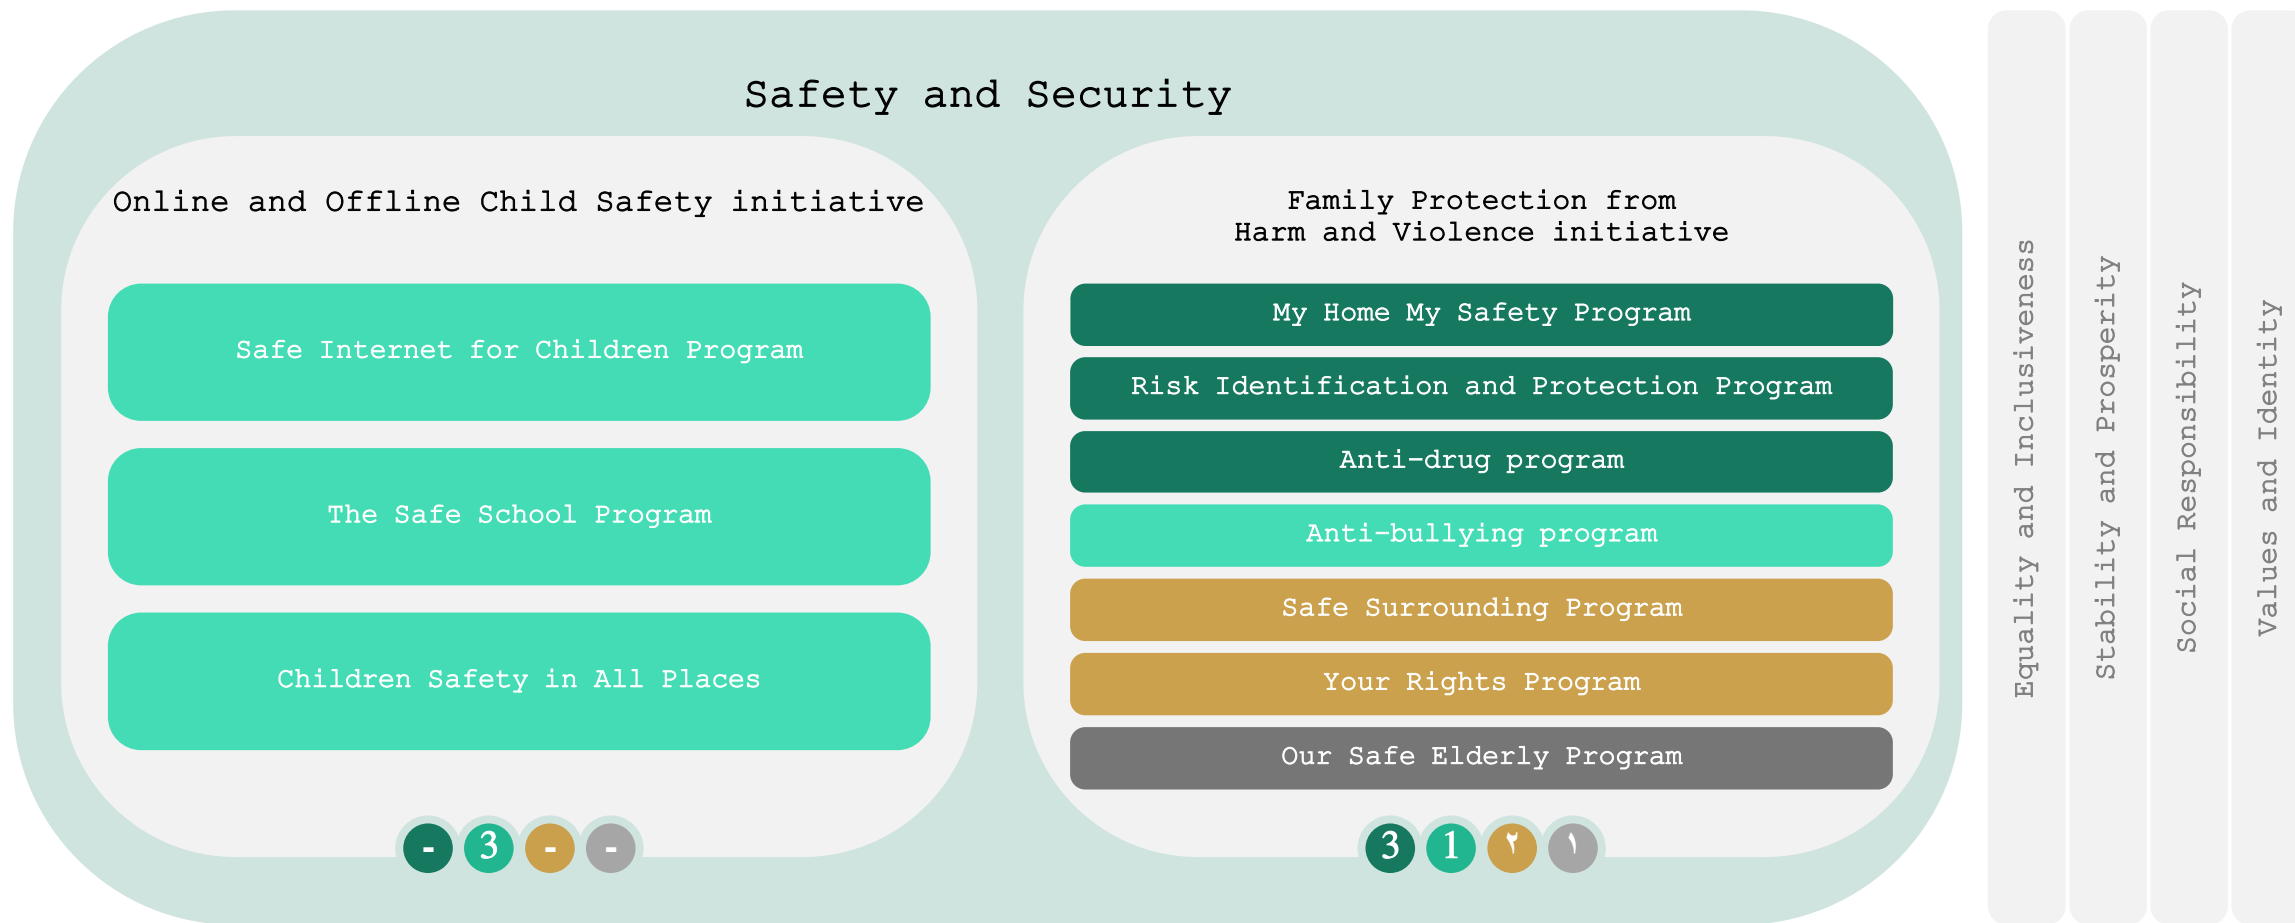 Safety and Security
Online and Offline Child Safety initiative
Safe Internet for Children Program
The Safe School Program
Children Safety in All Places
- 3 - -
Family Protection from
Harm and Violence initiative
My Home My Safety Program
Risk Identification and Protection Program
Anti-drug program
Anti-bullying program
Safe Surrounding Program
Your Rights Program
Our Safe Elderly Program
3 1 ٢ ١
Equality and Inclusiveness
Stability and Prosperity
Social Responsibility
Values and Identity